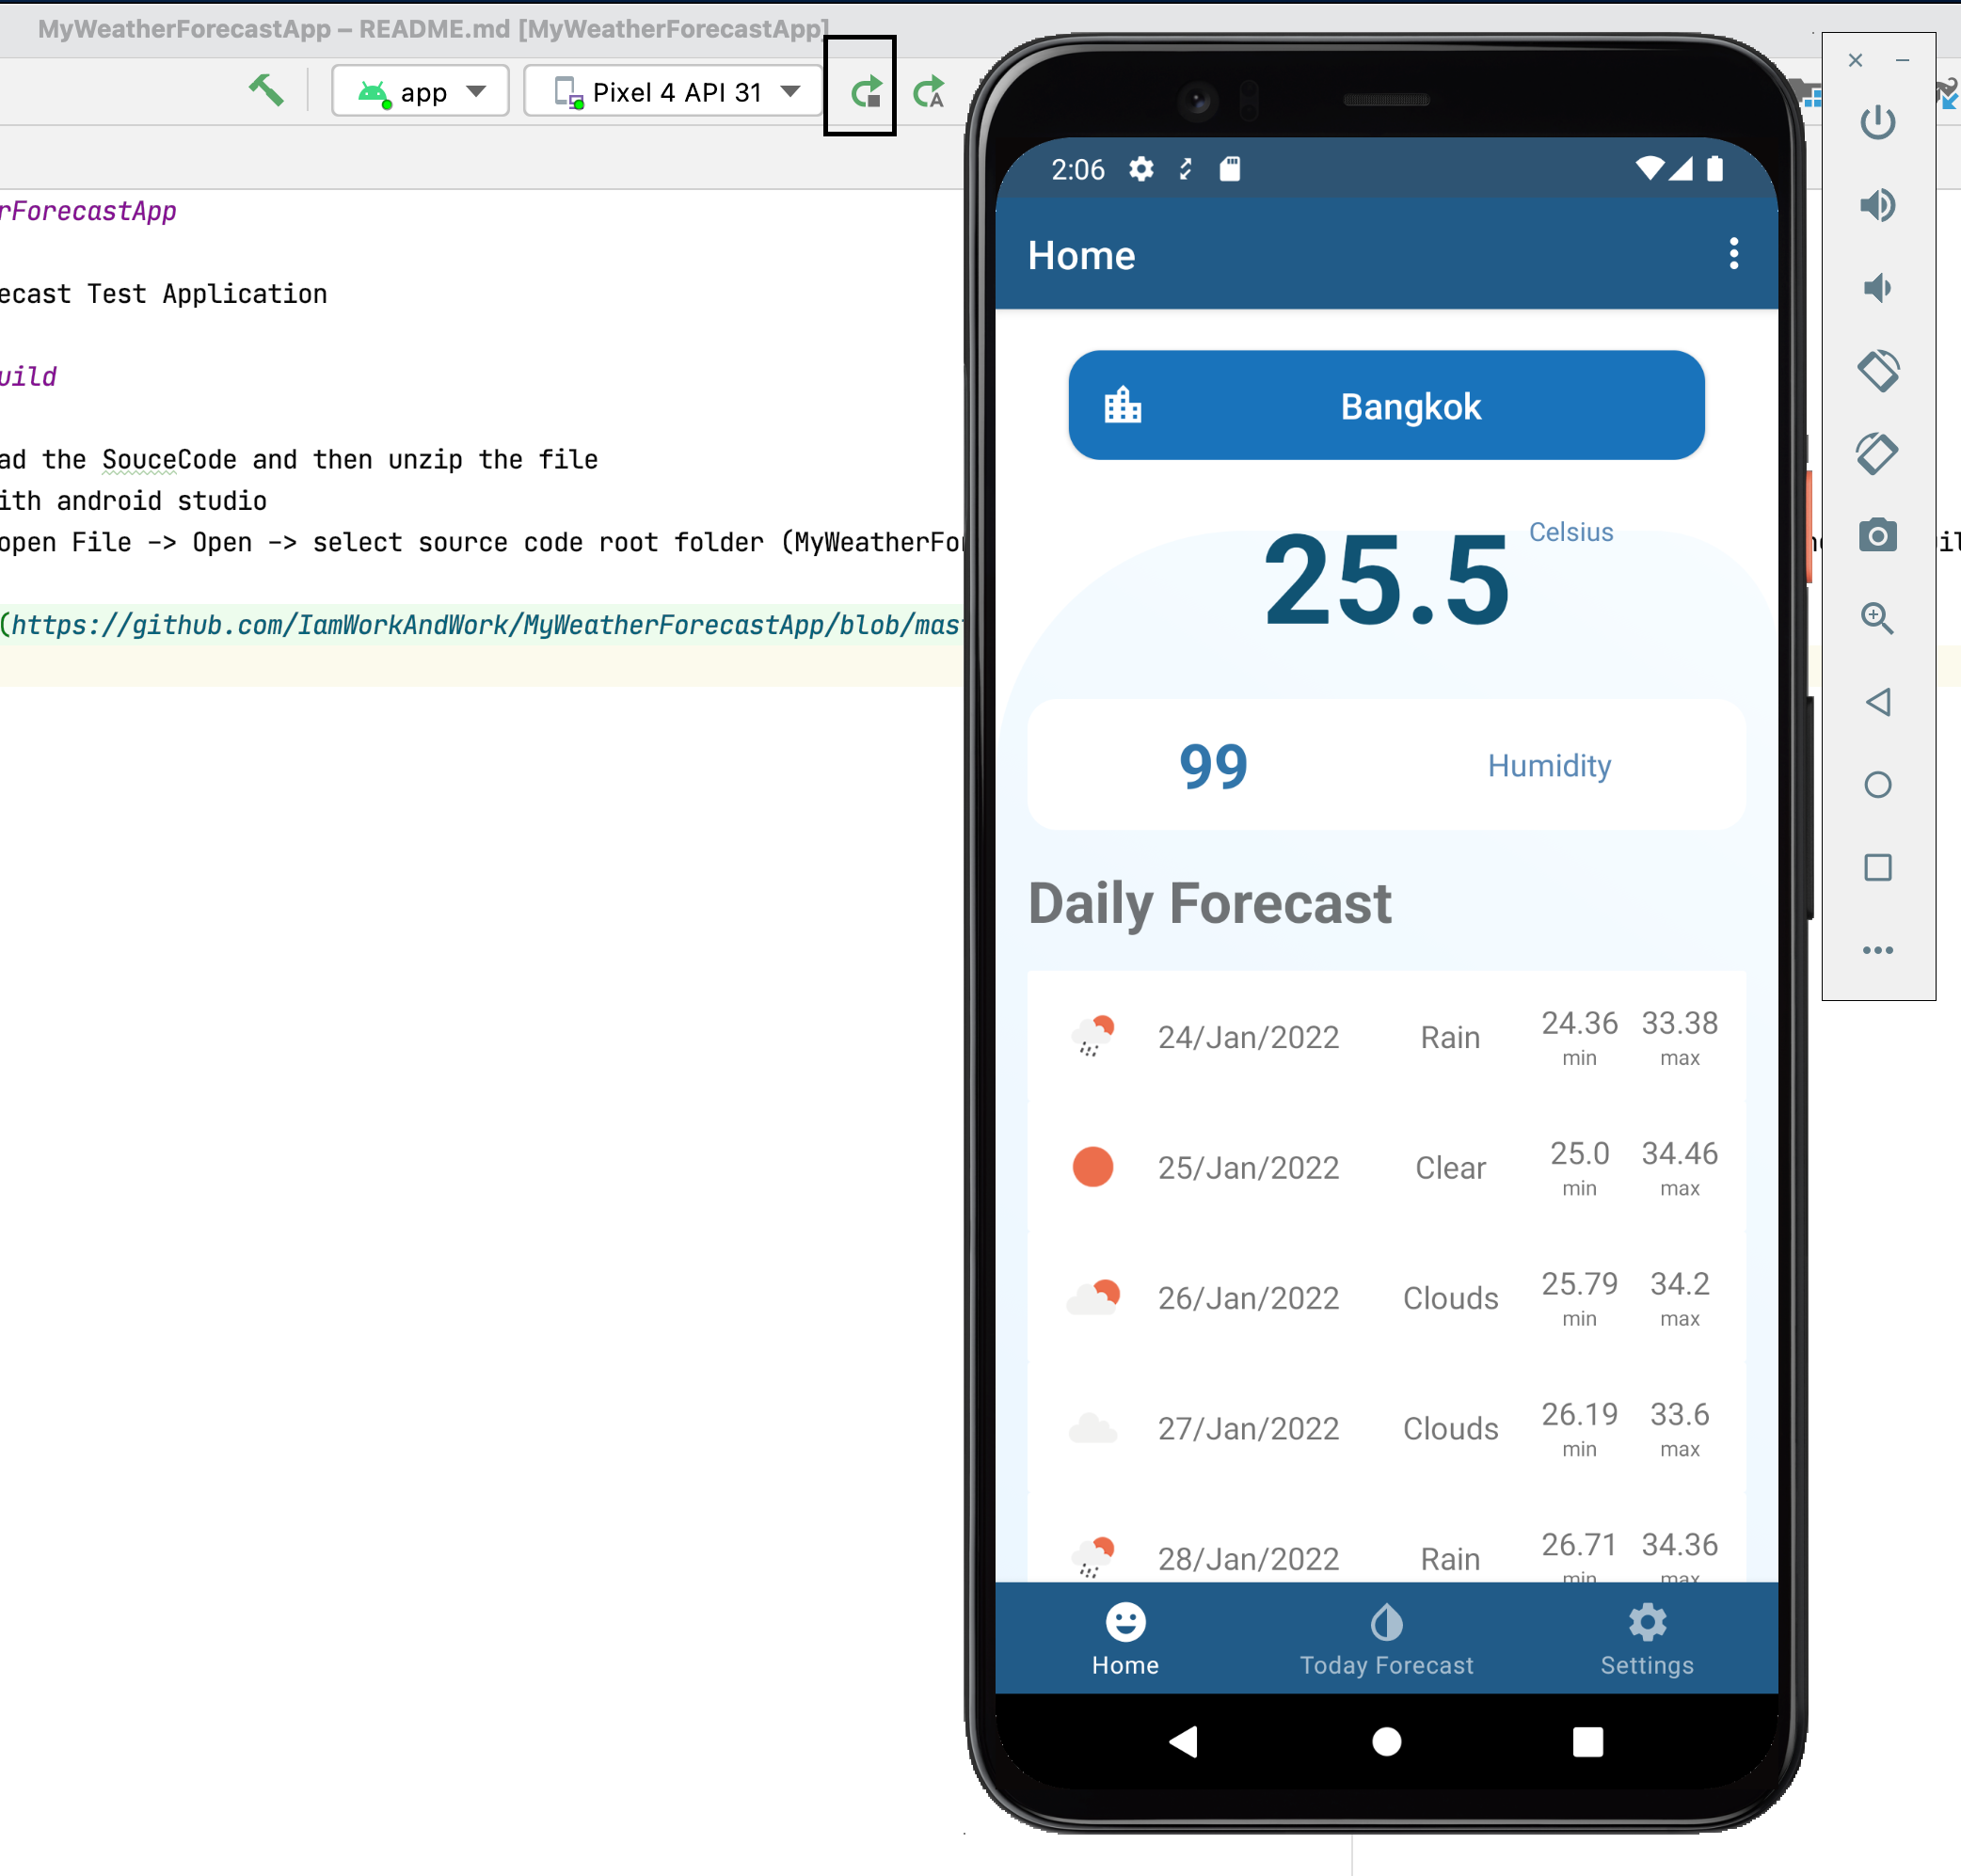 MyWeatherForecastApp – README.md [MyWeatherForecastApp]
app
Pixel 4 API 31
A
rForecastApp
ecast Test Application
uild
ad the SouceCode and then unzip the file
ith android studio
open File -> Open -> select source code root folder (MyWeatherFo
(https://github.com/IamWorkAndWork/MyWeatherForecastApp/blob/mas
2:06
Home
Bangkok
25.5 Celsius
99 Humidity
Daily Forecast
24/Jan/2022 Rain 24.36 33.38
min max
25/Jan/2022 Clear 25.0 34.46
min max
26/Jan/2022 Clouds 25.79 34.2
min max
27/Jan/2022 Clouds 26.19 33.6
min max
28/Jan/2022 Rain 26.71 34.36
min max
Home Today Forecast Settings